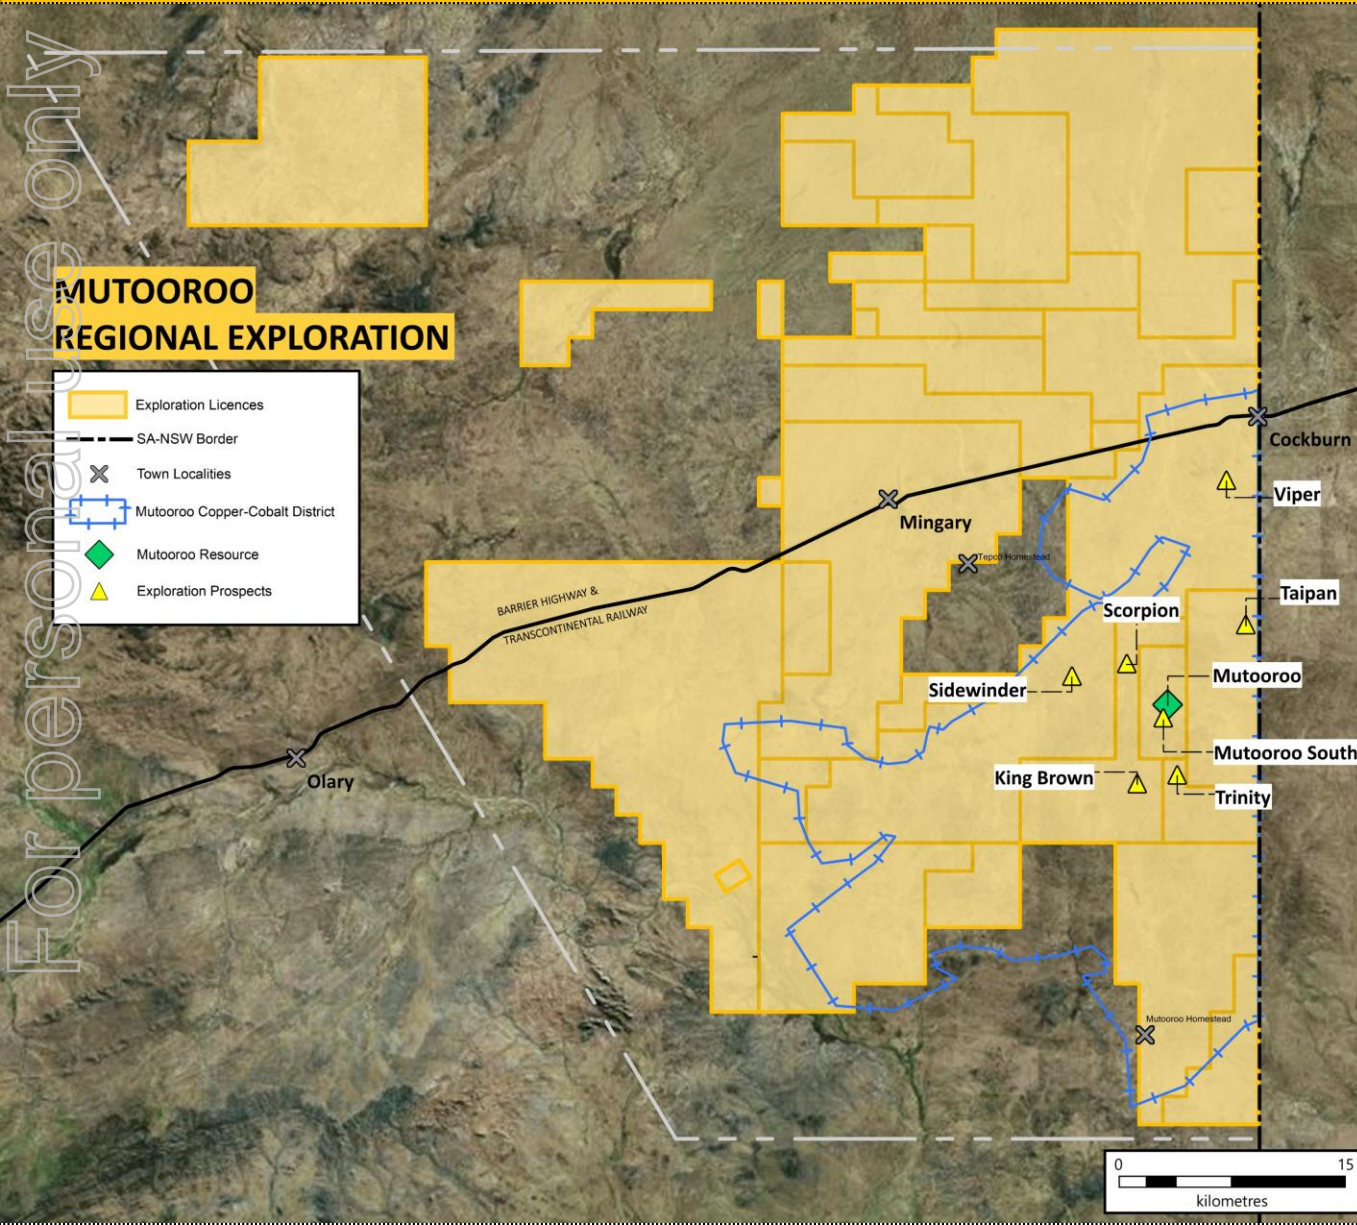 For personal use only
MUTOOROO
REGIONAL EXPLORATION
Exploration Licences
SA-NSW Border
Town Localities
Mutooroo Copper-Cobalt District
Mutooroo Resource
Exploration Prospects
Cockburn
Viper
Mingary
Tepco Homestead
BARRIER HIGHWAY &
TRANSCONTINENTAL RAILWAY
Taipan
Scorpion
Mutooroo
Sidewinder
Mutooroo South
King Brown
Trinity
Olary
Mutooroo Homestead
0 15
kilometres